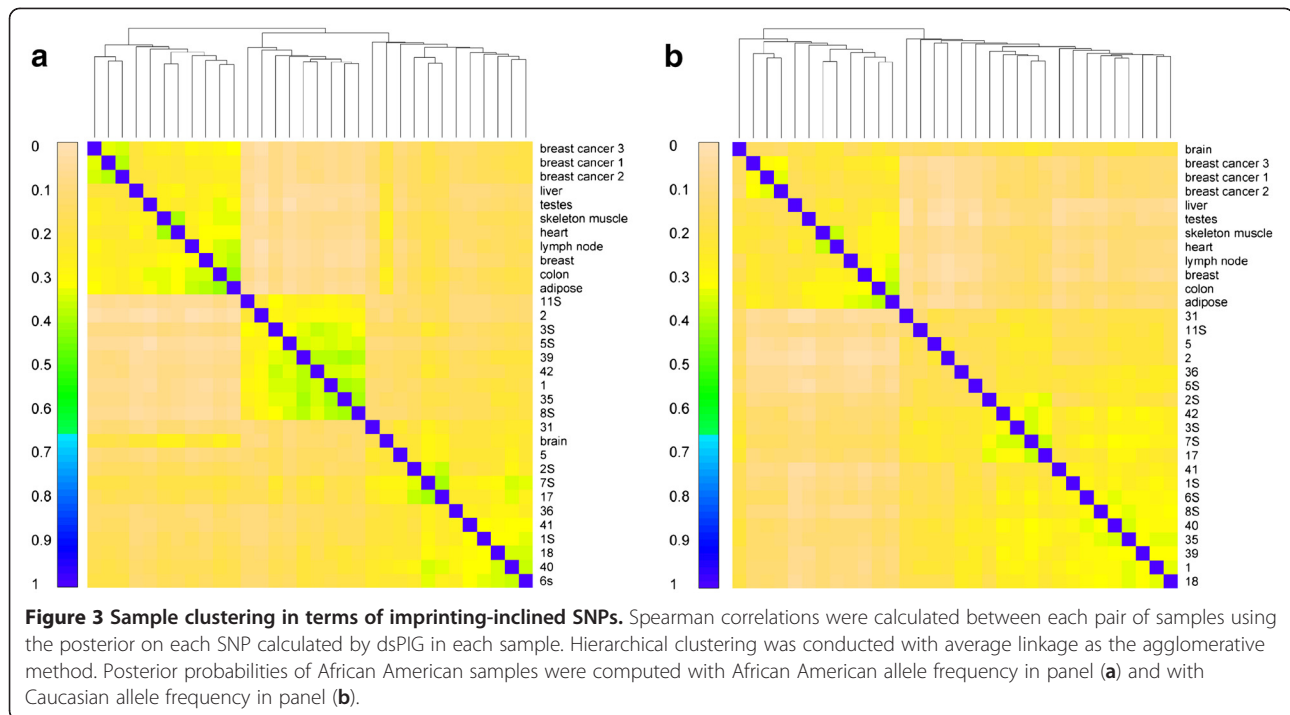 a
0
0.1
0.2
0.3
0.4
0.5
0.6
0.7
0.8
0.9
1
breast cancer 3
breast cancer 1
breast cancer 2
liver
testes
skeleton muscle
heart
lymph node
breast
colon
adipose
11S
2
3S
5S
39
42
1
35
8S
31
brain
5
2S
7S
17
36
41
1S
18
40
6s
b
0
0.1
0.2
0.3
0.4
0.5
0.6
0.7
0.8
0.9
1
brain
breast cancer 3
breast cancer 1
breast cancer 2
liver
testes
skeleton muscle
heart
lymph node
breast
colon
adipose
31
11S
5
2
36
5S
2S
42
3S
7S
17
41
1S
6S
8S
40
35
39
1
18
Figure 3 Sample clustering in terms of imprinting-inclined SNPs. Spearman correlations were calculated between each pair of samples using
the posterior on each SNP calculated by dsPIG in each sample. Hierarchical clustering was conducted with average linkage as the agglomerative
method. Posterior probabilities of African American samples were computed with African American allele frequency in panel (a) and with
Caucasian allele frequency in panel (b).